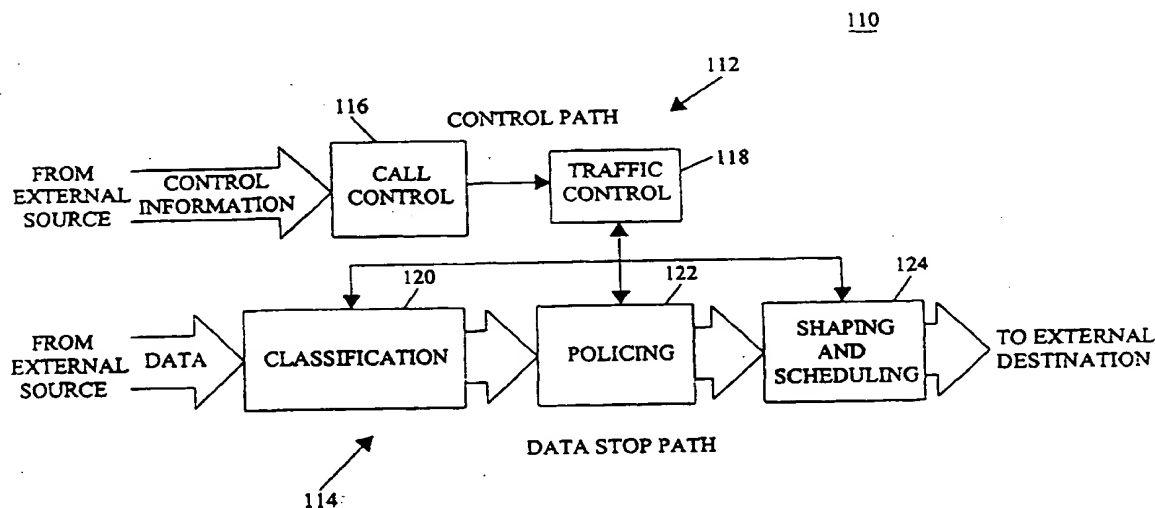 110
112
116
CONTROL PATH
118
FROM
EXTERNAL
SOURCE
CONTROL
INFORMATION
CALL
CONTROL
TRAFFIC
CONTROL
120
122
124
FROM
EXTERNAL
SOURCE
DATA
CLASSIFICATION
POLICING
SHAPING
AND
SCHEDULING
TO EXTERNAL
DESTINATION
DATA STOP PATH
114